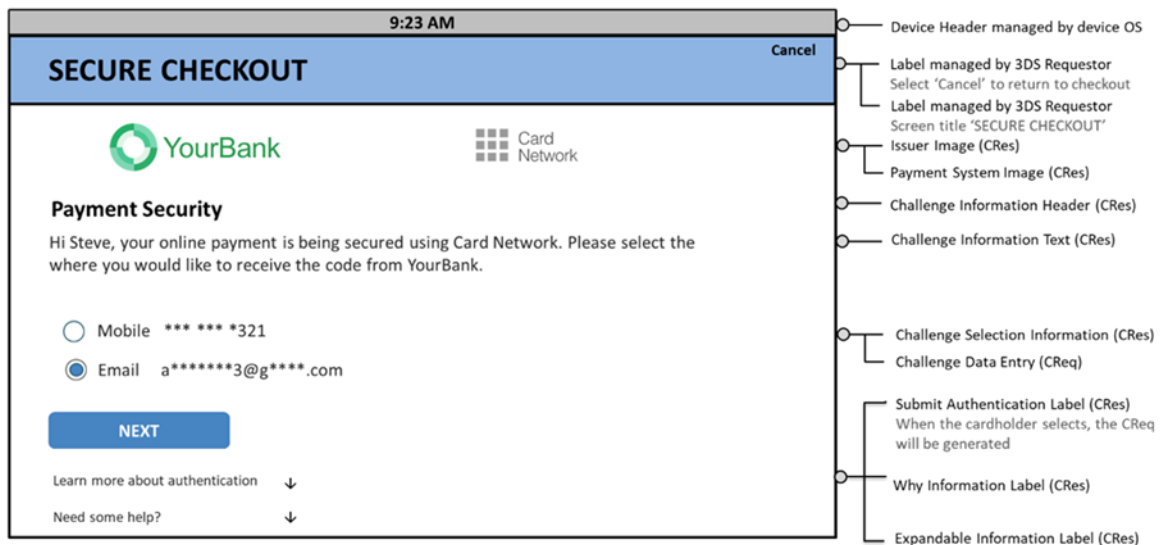 9:23 AM
SECURE CHECKOUT
Cancel
YourBank
Card
Network
Payment Security
Hi Steve, your online payment is being secured using Card Network. Please select the
where you would like to receive the code from YourBank.
Mobile *** *** *321
Email a*******3@g****.com
NEXT
Learn more about authentication ↓
Need some help? ↓
Device Header managed by device OS
Label managed by 3DS Requestor
Select ‘Cancel’ to return to checkout
Label managed by 3DS Requestor
Screen title ‘SECURE CHECKOUT’
Issuer Image (CRes)
Payment System Image (CRes)
Challenge Information Header (CRes)
Challenge Information Text (CRes)
Challenge Selection Information (CRes)
Challenge Data Entry (CReq)
Submit Authentication Label (CRes)
When the cardholder selects, the CReq
will be generated
Why Information Label (CRes)
Expandable Information Label (CRes)